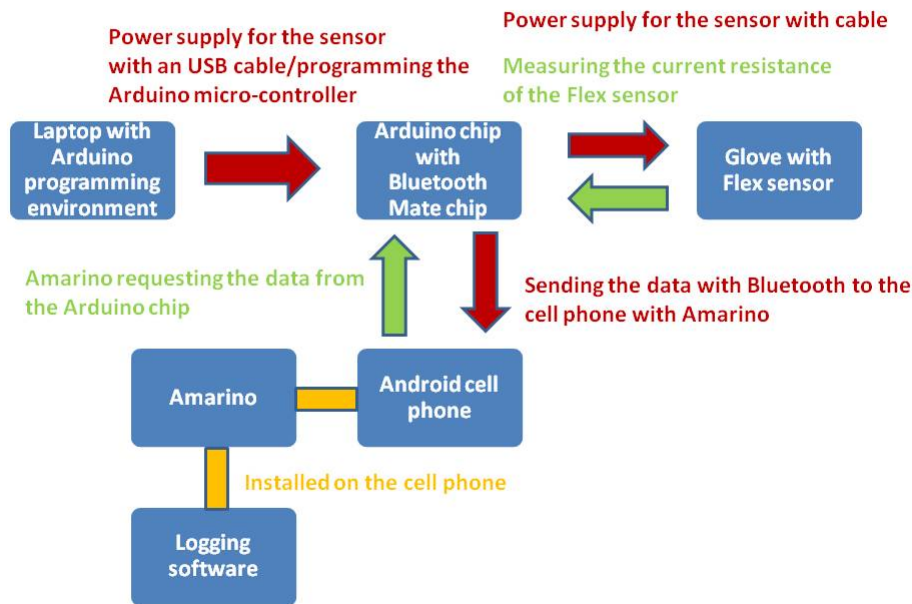 Power supply for the sensor
with an USB cable/programming the
Arduino micro-controller
Power supply for the sensor with cable
Measuring the current resistance
of the Flex sensor
Laptop with
Arduino
programming
environment
Arduino chip
with
Bluetooth
Mate chip
Glove with
Flex sensor
Amarino requesting the data from
the Arduino chip
Sending the data with Bluetooth to the
cell phone with Amarino
Amarino
Android cell
phone
Installed on the cell phone
Logging
software